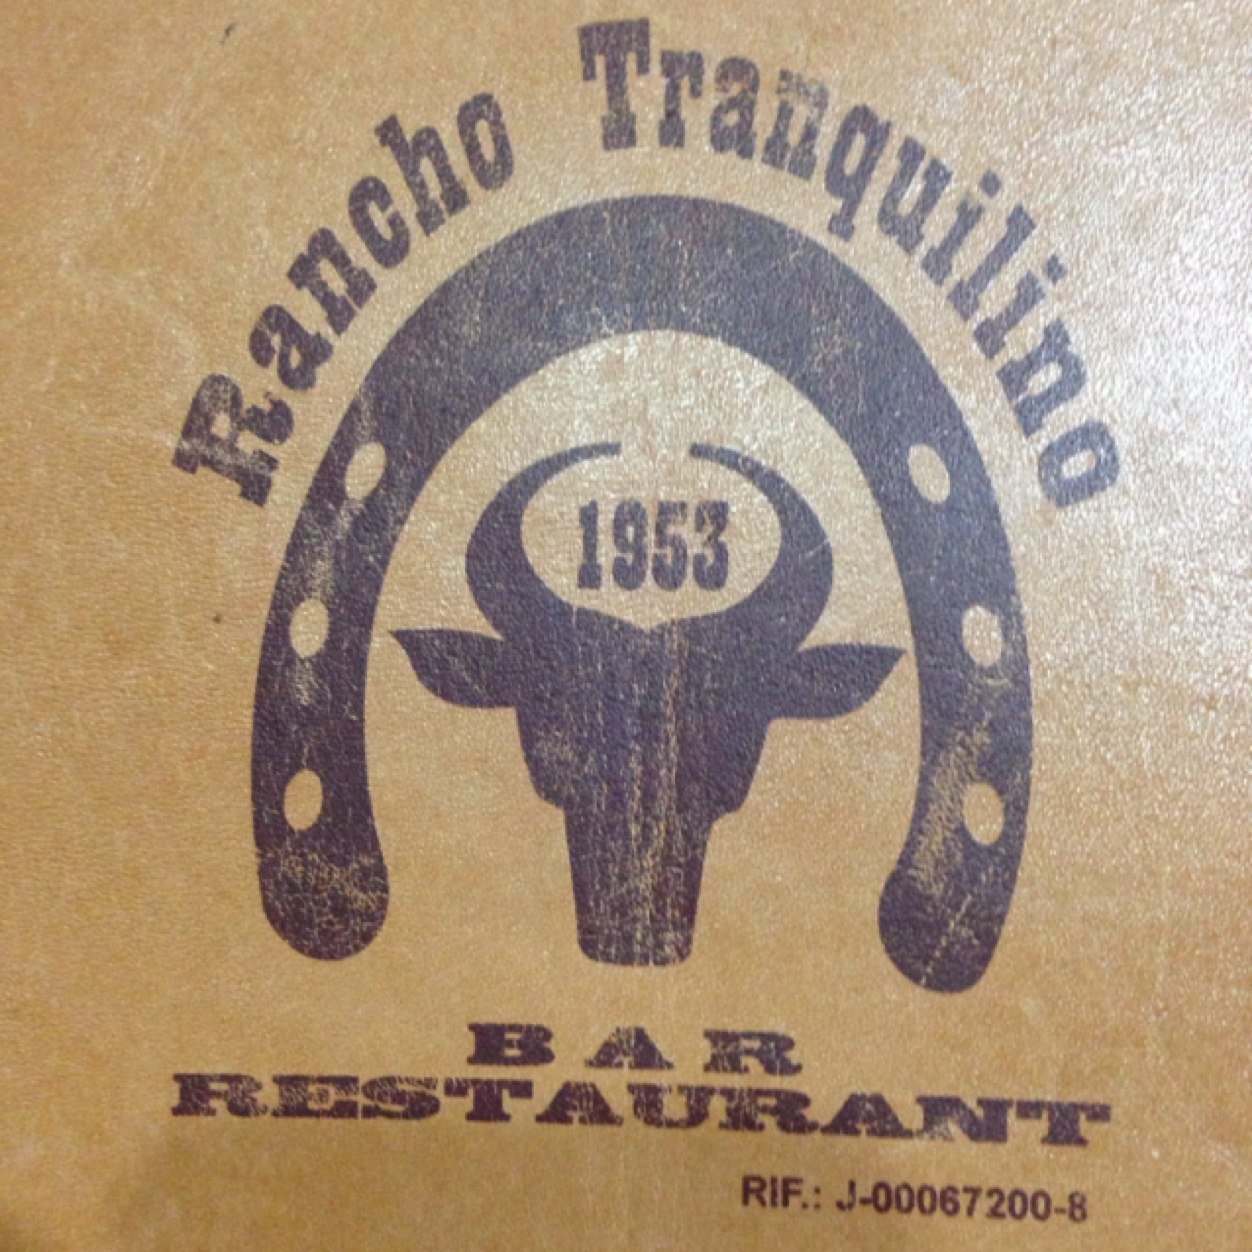 Rancho Tranquilino
1953
BAR
RESTAURANT
RIF.: J-00067200-8